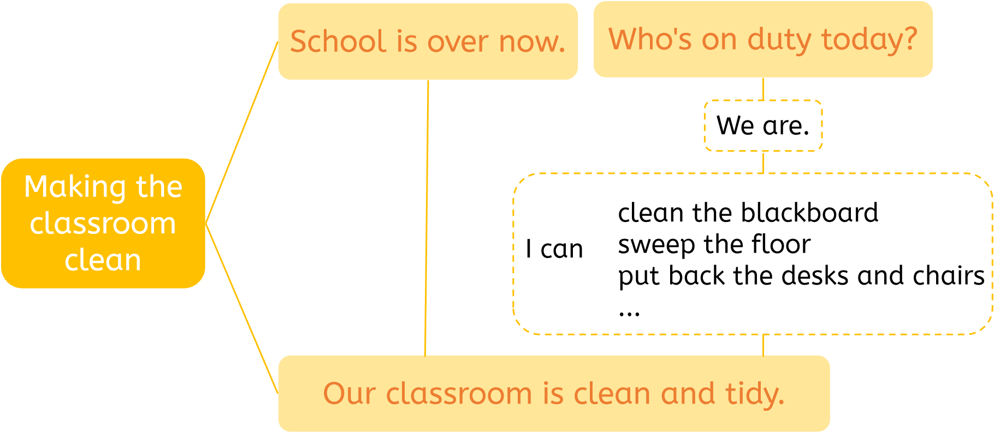 Making the
classroom
clean
School is over now.
Who's on duty today?
We are.
I can
clean the blackboard
sweep the floor
put back the desks and chairs
...
Our classroom is clean and tidy.